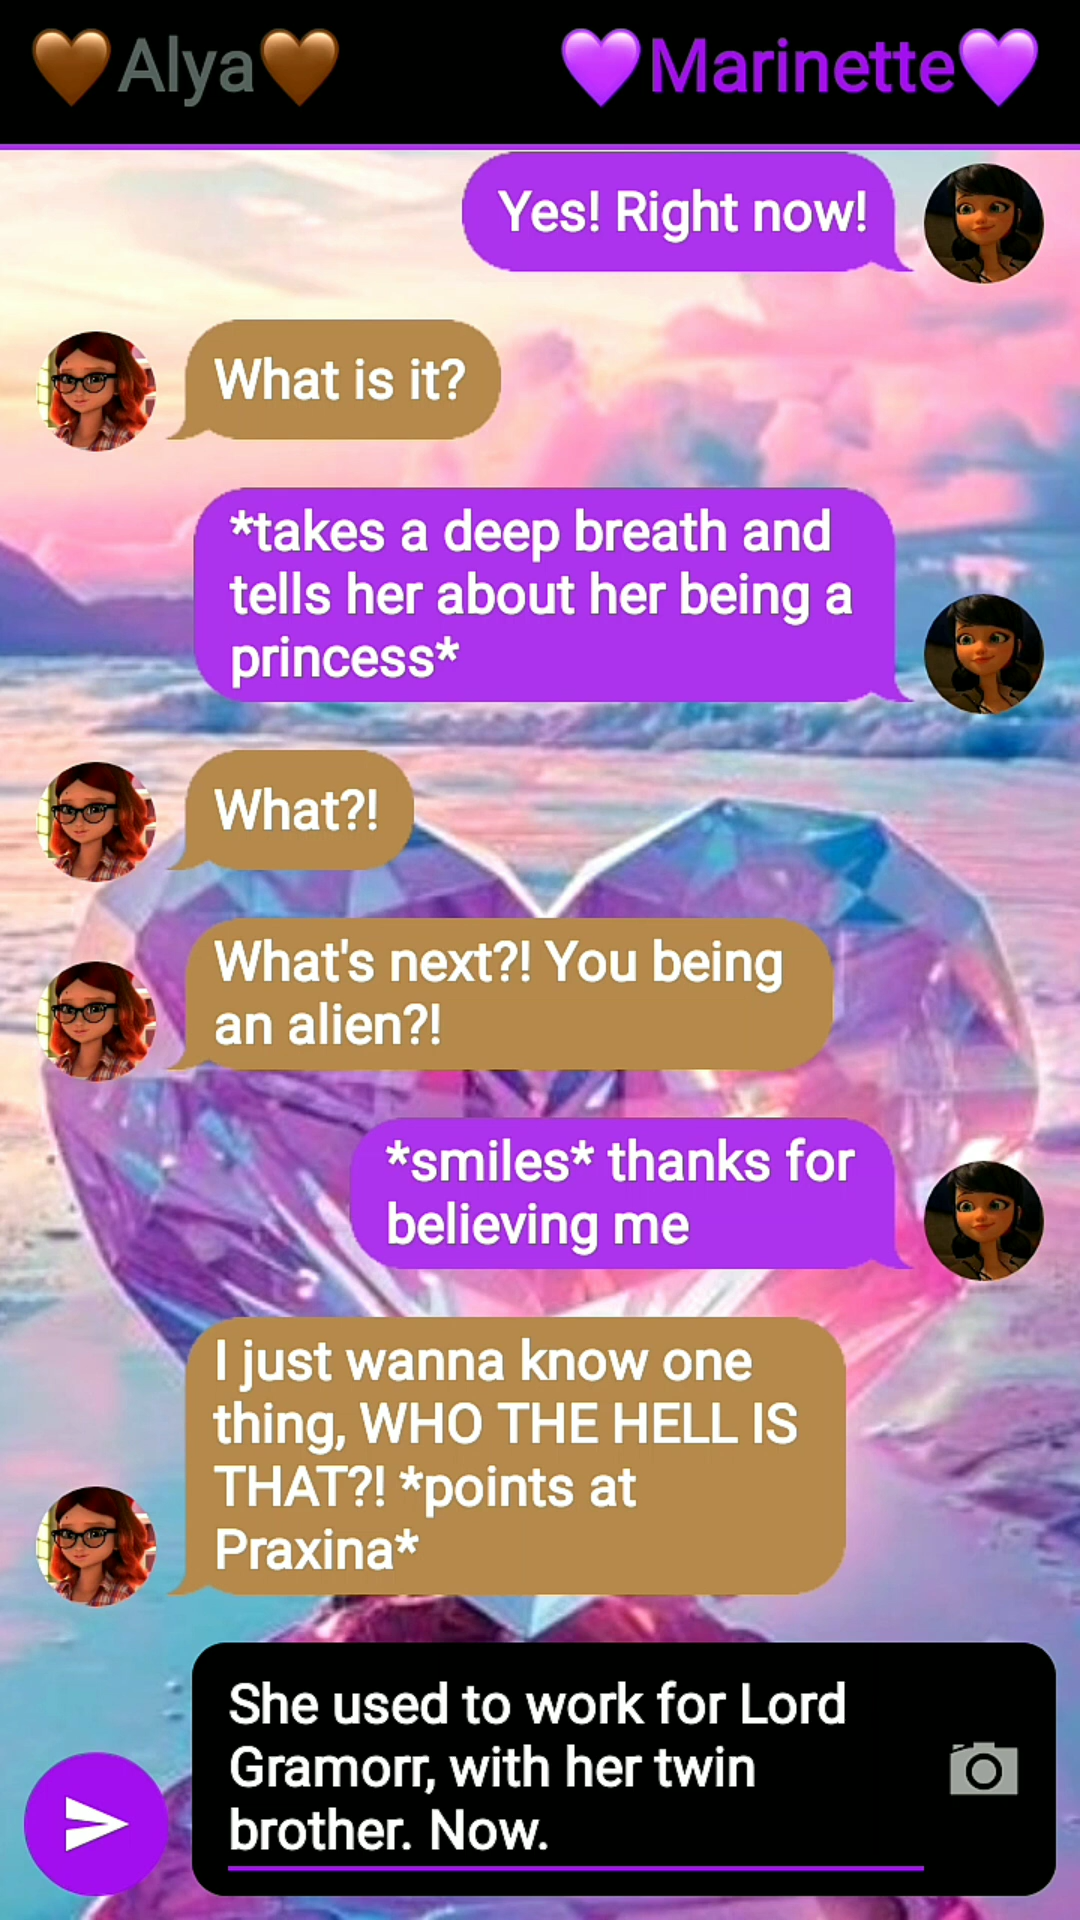 🤎Alya🤎 💜Marinette💜
Yes! Right now!
What is it?
*takes a deep breath and
tells her about her being a
princess*
What?!
What's next?! You being
an alien?!
*smiles* thanks for
believing me
I just wanna know one
thing, WHO THE HELL IS
THAT?! *points at
Praxina*
She used to work for Lord
Gramorr, with her twin
brother. Now.